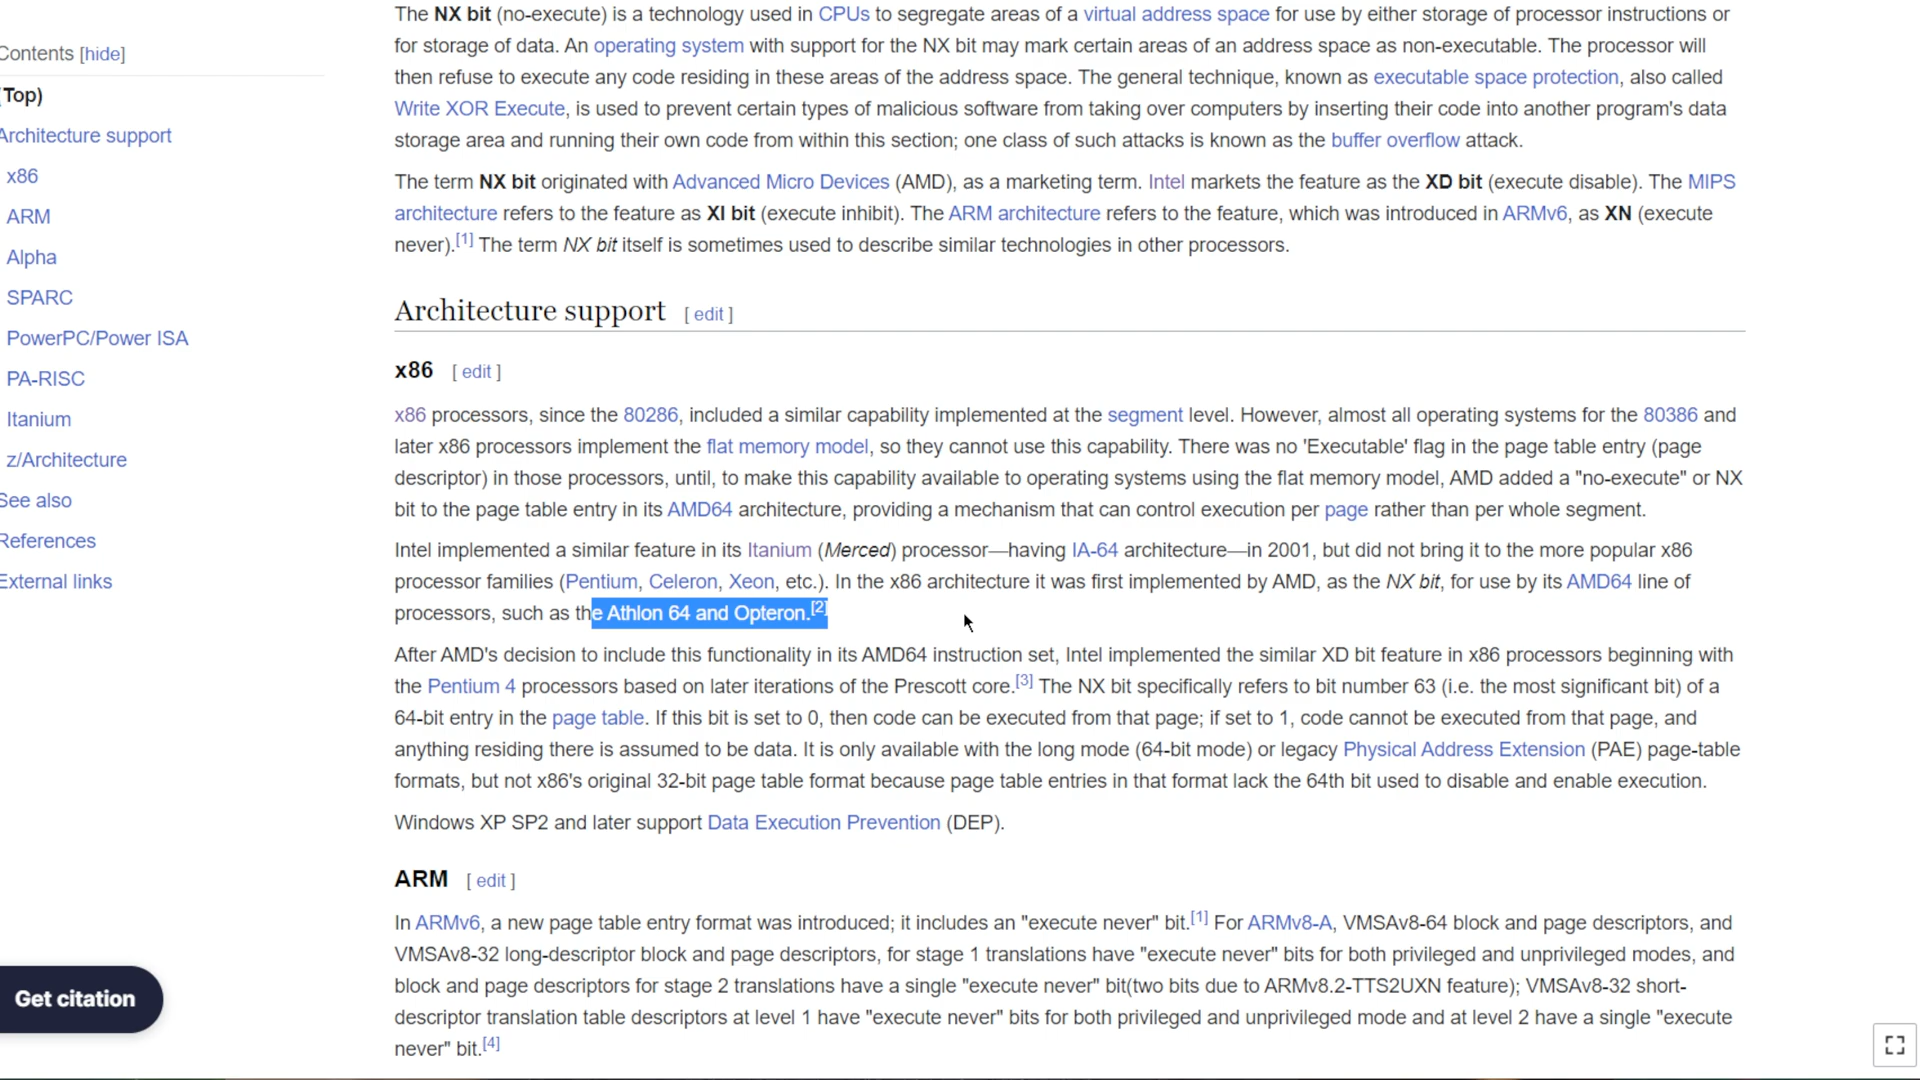 Contents [hide]
(Top)
Architecture support
x86
ARM
Alpha
SPARC
PowerPC/Power ISA
PA-RISC
Itanium
z/Architecture
See also
References
External links
Get citation
The NX bit (no-execute) is a technology used in CPUs to segregate areas of a virtual address space for use by either storage of processor instructions or
for storage of data. An operating system with support for the NX bit may mark certain areas of an address space as non-executable. The processor will
then refuse to execute any code residing in these areas of the address space. The general technique, known as executable space protection, also called
Write XOR Execute, is used to prevent certain types of malicious software from taking over computers by inserting their code into another program's data
storage area and running their own code from within this section; one class of such attacks is known as the buffer overflow attack.
The term NX bit originated with Advanced Micro Devices (AMD), as a marketing term. Intel markets the feature as the XD bit (execute disable). The MIPS
architecture refers to the feature as XI bit (execute inhibit). The ARM architecture refers to the feature, which was introduced in ARMv6, as XN (execute
never).[1] The term NX bit itself is sometimes used to describe similar technologies in other processors.
Architecture support [ edit ]
x86 [ edit ]
x86 processors, since the 80286, included a similar capability implemented at the segment level. However, almost all operating systems for the 80386 and
later x86 processors implement the flat memory model, so they cannot use this capability. There was no 'Executable' flag in the page table entry (page
descriptor) in those processors, until, to make this capability available to operating systems using the flat memory model, AMD added a "no-execute" or NX
bit to the page table entry in its AMD64 architecture, providing a mechanism that can control execution per page rather than per whole segment.
Intel implemented a similar feature in its Itanium (Merced) processor—having IA-64 architecture—in 2001, but did not bring it to the more popular x86
processor families (Pentium, Celeron, Xeon, etc.). In the x86 architecture it was first implemented by AMD, as the NX bit, for use by its AMD64 line of
processors, such as the Athlon 64 and Opteron.[2]
After AMD's decision to include this functionality in its AMD64 instruction set, Intel implemented the similar XD bit feature in x86 processors beginning with
the Pentium 4 processors based on later iterations of the Prescott core.[3] The NX bit specifically refers to bit number 63 (i.e. the most significant bit) of a
64-bit entry in the page table. If this bit is set to 0, then code can be executed from that page; if set to 1, code cannot be executed from that page, and
anything residing there is assumed to be data. It is only available with the long mode (64-bit mode) or legacy Physical Address Extension (PAE) page-table
formats, but not x86's original 32-bit page table format because page table entries in that format lack the 64th bit used to disable and enable execution.
Windows XP SP2 and later support Data Execution Prevention (DEP).
ARM [ edit ]
In ARMv6, a new page table entry format was introduced; it includes an "execute never" bit.[1] For ARMv8-A, VMSAv8-64 block and page descriptors, and
VMSAv8-32 long-descriptor block and page descriptors, for stage 1 translations have "execute never" bits for both privileged and unprivileged modes, and
block and page descriptors for stage 2 translations have a single "execute never" bit(two bits due to ARMv8.2-TTS2UXN feature); VMSAv8-32 short-
descriptor translation table descriptors at level 1 have "execute never" bits for both privileged and unprivileged mode and at level 2 have a single "execute
never" bit.[4]